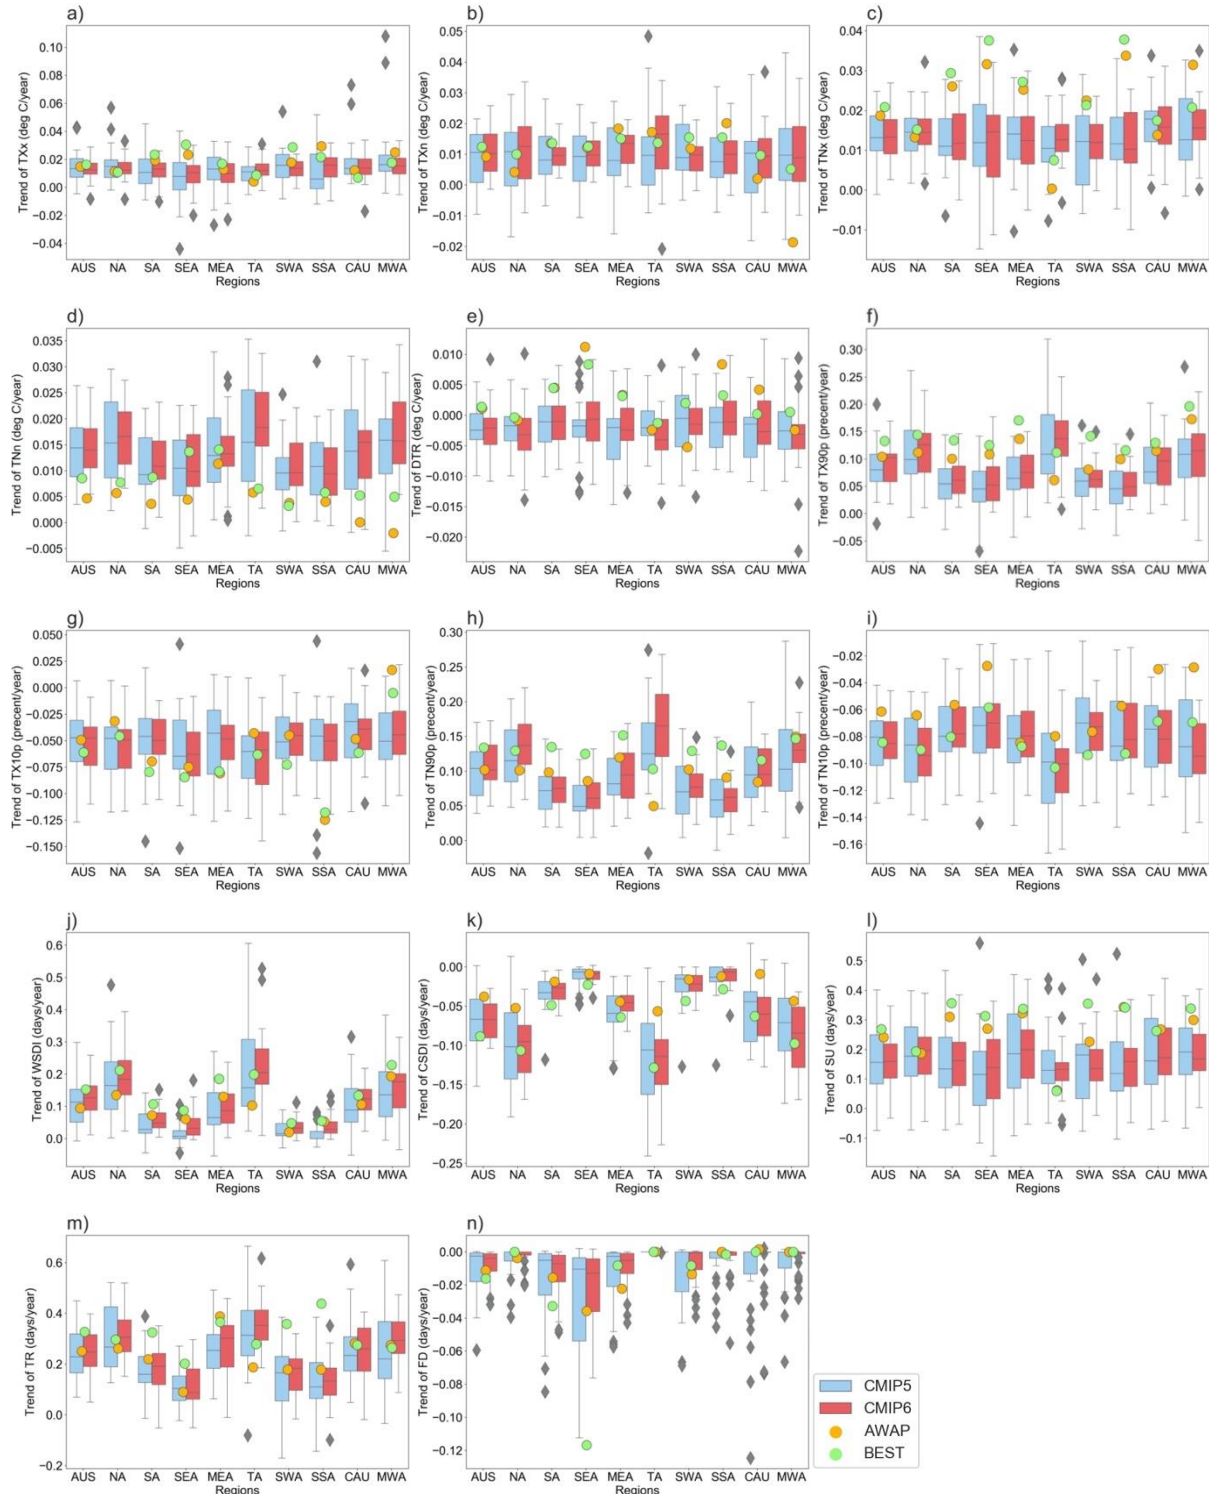 a)
Trend of TXx (deg C/year)
0.10
0.08
0.06
0.04
0.02
0.00
−0.02
−0.04
AUS NA SA SEA MEA TA SWA SSA CAU MWA
Regions
b)
Trend of TXn (deg C/year)
0.05
0.04
0.03
0.02
0.01
0.00
−0.01
−0.02
AUS NA SA SEA MEA TA SWA SSA CAU MWA
Regions
c)
Trend of TNx (deg C/year)
0.04
0.03
0.02
0.01
0.00
−0.01
AUS NA SA SEA MEA TA SWA SSA CAU MWA
Regions
d)
Trend of TNn (deg C/year)
0.035
0.030
0.025
0.020
0.015
0.010
0.005
0.000
−0.005
AUS NA SA SEA MEA TA SWA SSA CAU MWA
Regions
e)
Trend of DTR (deg C/year)
0.010
0.005
0.000
−0.005
−0.010
−0.015
−0.020
AUS NA SA SEA MEA TA SWA SSA CAU MWA
Regions
f)
Trend of TX90p (precent/year)
0.30
0.25
0.20
0.15
0.10
0.05
0.00
−0.05
AUS NA SA SEA MEA TA SWA SSA CAU MWA
Regions
g)
Trend of TX10p (precent/year)
0.050
0.025
0.000
−0.025
−0.050
−0.075
−0.100
−0.125
−0.150
AUS NA SA SEA MEA TA SWA SSA CAU MWA
Regions
h)
Trend of TN90p (precent/year)
0.30
0.25
0.20
0.15
0.10
0.05
0.00
AUS NA SA SEA MEA TA SWA SSA CAU MWA
Regions
i)
Trend of TN10p (precent/year)
−0.02
−0.04
−0.06
−0.08
−0.10
−0.12
−0.14
−0.16
AUS NA SA SEA MEA TA SWA SSA CAU MWA
Regions
j)
Trend of WSDI (days/year)
0.6
0.5
0.4
0.3
0.2
0.1
0.0
AUS NA SA SEA MEA TA SWA SSA CAU MWA
Regions
k)
Trend of CSDI (days/year)
0.00
−0.05
−0.10
−0.15
−0.20
−0.25
AUS NA SA SEA MEA TA SWA SSA CAU MWA
Regions
l)
Trend of SU (days/year)
0.5
0.4
0.3
0.2
0.1
0.0
−0.1
AUS NA SA SEA MEA TA SWA SSA CAU MWA
Regions
m)
Trend of TR (days/year)
0.6
0.4
0.2
0.0
−0.2
AUS NA SA SEA MEA TA SWA SSA CAU MWA
Regions
n)
Trend of FD (days/year)
0.00
−0.02
−0.04
−0.06
−0.08
−0.10
−0.12
AUS NA SA SEA MEA TA SWA SSA CAU MWA
Regions
CMIP5
CMIP6
AWAP
BEST